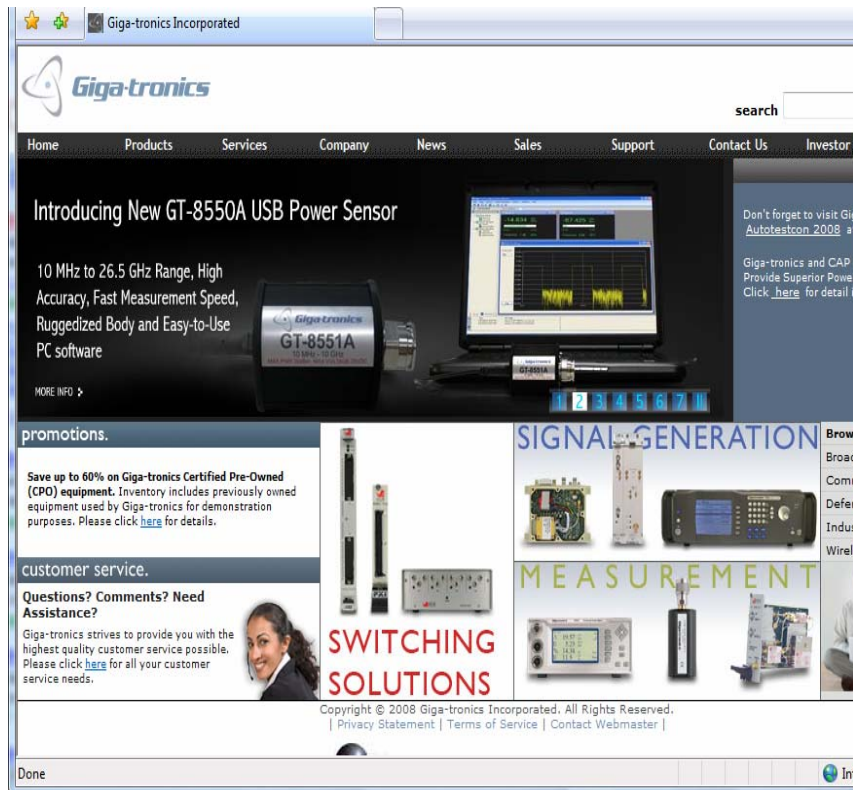 Giga-tronics Incorporated
Giga-tronics
search
Home Products Services Company News Sales Support Contact Us Investor
Introducing New GT-8550A USB Power Sensor
10 MHz to 26.5 GHz Range, High
Accuracy, Fast Measurement Speed,
Ruggedized Body and Easy-to-Use
PC software
MORE INFO
Giga-tronics
GT-8551A
10 MHz - 10 GHz
GT-8551A
1 2 3 4 5 6 7 II
Don't forget to visit Gi
Autotestcon 2008 a
Giga-tronics and CAP
Provide Superior Powe
Click here for detail i
promotions.
Save up to 60% on Giga-tronics Certified Pre-Owned
(CPO) equipment. Inventory includes previously owned
equipment used by Giga-tronics for demonstration
purposes. Please click here for details.
customer service.
Questions? Comments? Need
Assistance?
Giga-tronics strives to provide you with the
highest quality customer service possible.
Please click here for all your customer
service needs.
SWITCHING
SOLUTIONS
SIGNAL GENERATION
MEASUREMENT
Brow
Broad
Comm
Defen
Indus
Wirel
Copyright © 2008 Giga-tronics Incorporated. All Rights Reserved.
| Privacy Statement | Terms of Service | Contact Webmaster |
Done
In